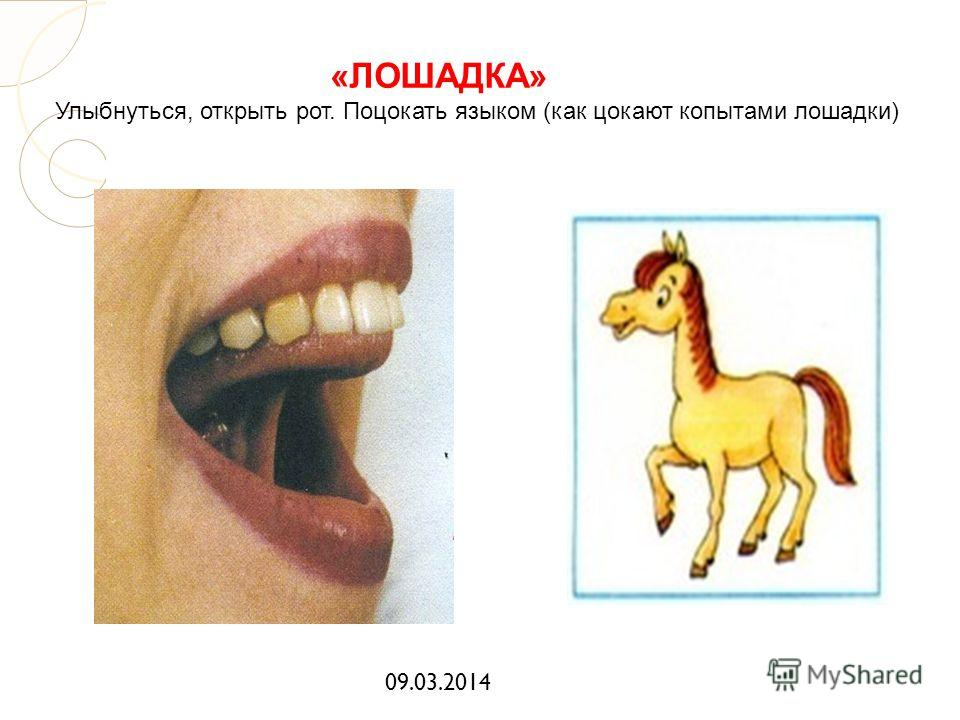 «ЛОШАДКА»
Улыбнуться, открыть рот. Поцокать языком (как цокают копытами лошадки)
09.03.2014
MyShared